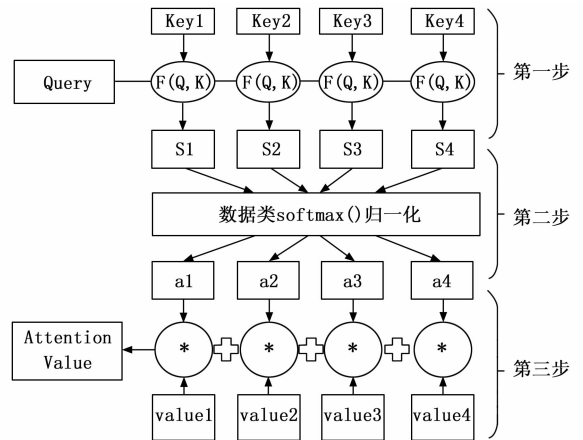 Key1 Key2 Key3 Key4
Query F(Q,K) F(Q,K) F(Q,K) F(Q,K)
第一步
S1 S2 S3 S4
数据类softmax()归一化
第二步
a1 a2 a3 a4
Attention
Value
* * * *
第三步
value1 value2 value3 value4